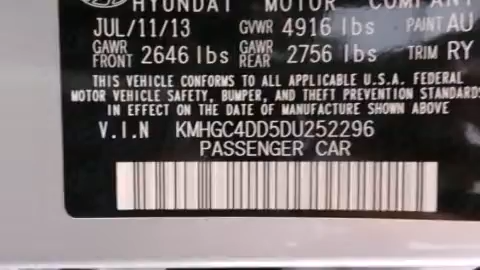 HYUNDAI MOTOR COMPANY
JUL/11/13 GVWR 4916 lbs PAINT AU
GAWR FRONT 2646 lbs GAWR REAR 2756 lbs TRIM RY
THIS VEHICLE CONFORMS TO ALL APPLICABLE U.S.A. FEDERAL
MOTOR VEHICLE SAFETY, BUMPER, AND THEFT PREVENTION STANDARDS
IN EFFECT ON THE DATE OF MANUFACTURE SHOWN ABOVE
V.I.N KMHGC4DD5DU252296
PASSENGER CAR